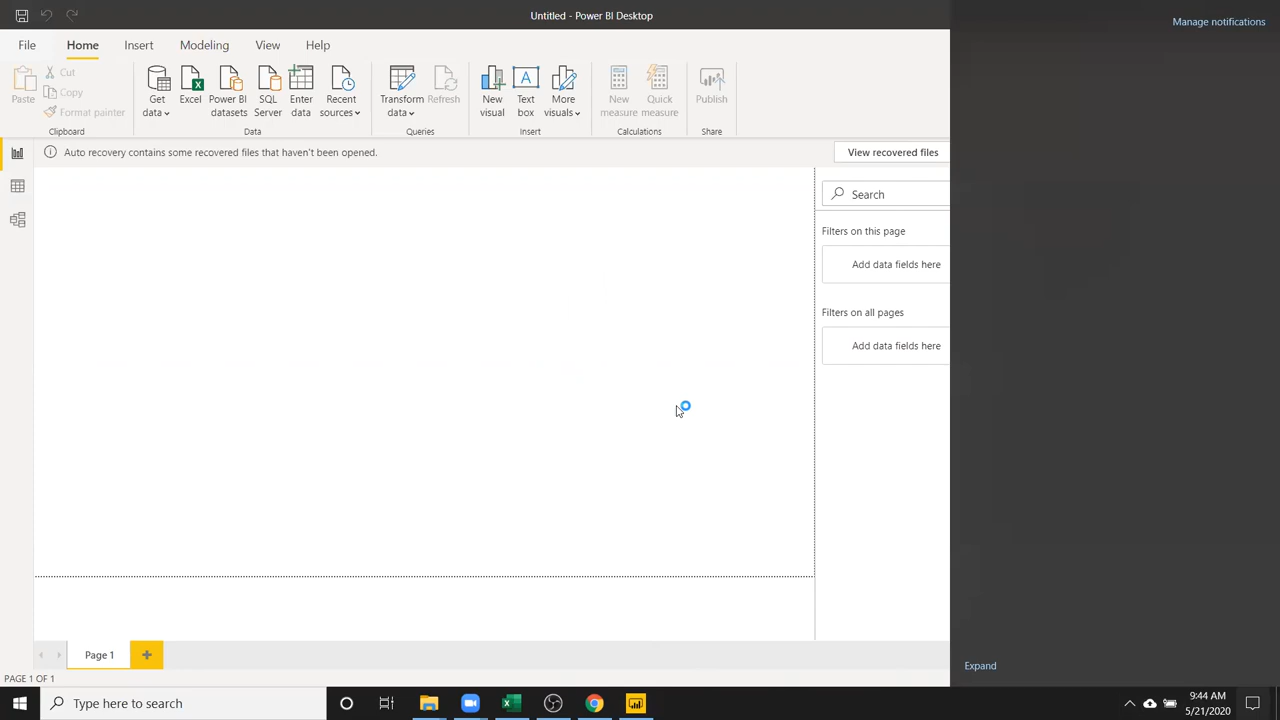 Untitled - Power BI Desktop
Manage notifications
File Home Insert Modeling View Help
Paste
Cut
Copy
Format painter
Clipboard
Get data
Excel
Power BI datasets
SQL Server
Enter data
Recent sources
Data
Transform data
Refresh
Queries
New visual
Text box
More visuals
Insert
New measure
Quick measure
Calculations
Publish
Share
Auto recovery contains some recovered files that haven't been opened.
View recovered files
Search
Filters on this page
Add data fields here
Filters on all pages
Add data fields here
Page 1
Expand
PAGE 1 OF 1
Type here to search
9:44 AM
5/21/2020